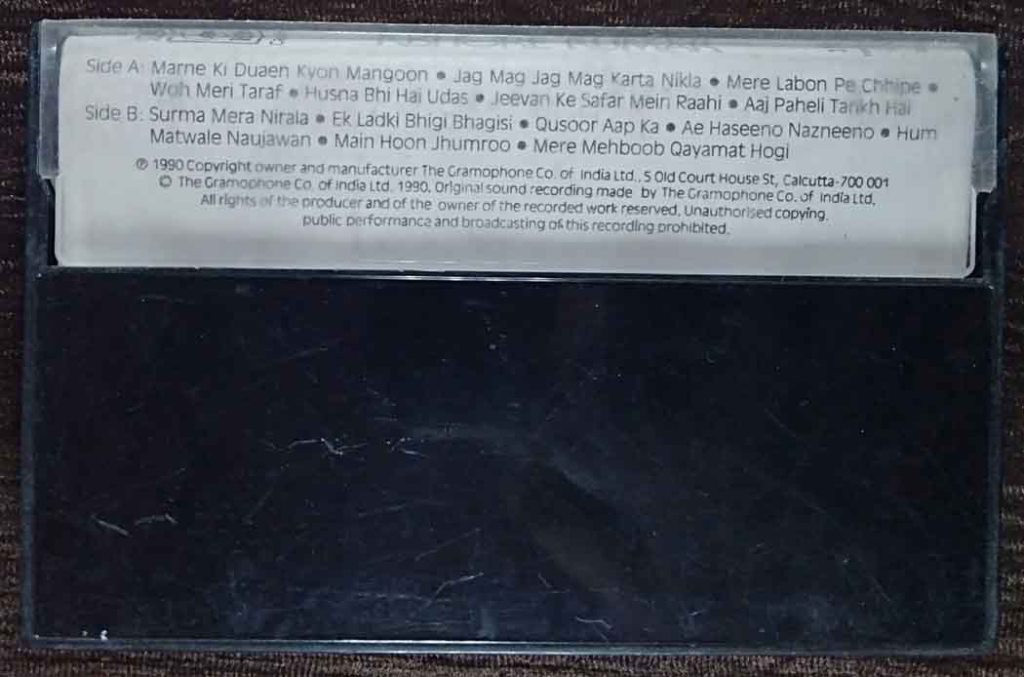 Side A: Marne Ki Duaen Kyon Mangoon • Jag Mag Jag Mag Karta Nikla • Mere Labon Pe Chhipe •
Woh Meri Taraf • Husna Bhi Hai Udas • Jeevan Ke Safar Mein Raahi • Aaj Paheli Tarikh Hai
Side B: Surma Mera Nirala • Ek Ladki Bhigi Bhagisi • Qusoor Aap Ka • Ae Haseeno Nazneeno • Hum
Matwale Naujawan • Main Hoon Jhumroo • Mere Mehboob Qayamat Hogi
℗ 1990 Copyright owner and manufacturer The Gramophone Co. of India Ltd., 5 Old Court House St, Calcutta-700 001
© The Gramophone Co. of India Ltd. 1990. Original sound recording made by The Gramophone Co. of India Ltd.
All rights of the producer and of the owner of the recorded work reserved. Unauthorised copying,
public performance and broadcasting of this recording prohibited.